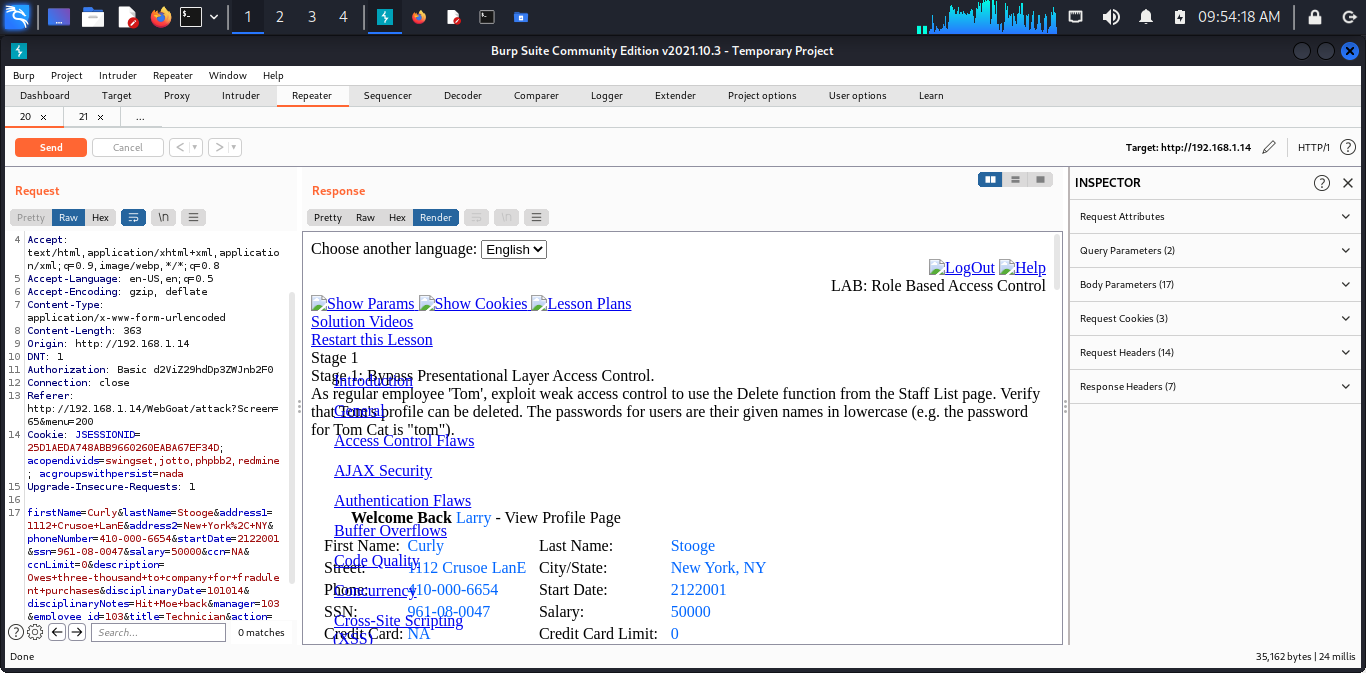 1 2 3 4 09:54:18 AM
Burp Suite Community Edition v2021.10.3 - Temporary Project
Burp Project Intruder Repeater Window Help
Dashboard Target Proxy Intruder Repeater Sequencer Decoder Comparer Logger Extender Project options User options Learn
20 × 21 × ...
Send Cancel < > Target: http://192.168.1.14 HTTP/1 ?
Request
Pretty Raw Hex \n
4 Accept:
text/html,application/xhtml+xml,applicatio
n/xml;q=0.9,image/webp,*/*;q=0.8
5 Accept-Language: en-US,en;q=0.5
6 Accept-Encoding: gzip, deflate
7 Content-Type:
application/x-www-form-urlencoded
8 Content-Length: 363
9 Origin: http://192.168.1.14
10 DNT: 1
11 Authorization: Basic d2ViZ29hdDp3ZWJnb2F0
12 Connection: close
13 Referer:
http://192.168.1.14/WebGoat/attack?Screen=
65&menu=200
14 Cookie: JSESSIONID=
25D1AEDA748ABB9660260EABA67EF34D;
acopendivids=swingset,jotto,phpbb2,redmine
; acgroupswithpersist=nada
15 Upgrade-Insecure-Requests: 1
16
17 firstName=Curly&lastName=Stooge&address1=
1112+Crusoe+LanE&address2=New+York%2C+NY&
phoneNumber=410-000-6654&startDate=2122001
&ssn=961-08-0047&salary=50000&ccn=NA&
ccnLimit=0&description=
Owes+three-thousand+to+company+for+fradule
nt+purchases&disciplinaryDate=101014&
disciplinaryNotes=Hit+Moe+back&manager=103
&employee_id=103&title=Technician&action=
Search... 0 matches
Response
Pretty Raw Hex Render \n
Choose another language: English
LogOut Help
LAB: Role Based Access Control
Show Params Show Cookies Lesson Plans
Solution Videos
Restart this Lesson
Stage 1
Stage 1: Bypass Presentational Layer Access Control.
Introduction
As regular employee 'Tom', exploit weak access control to use the Delete function from the Staff List page. Verify
that Tom's profile can be deleted. The passwords for users are their given names in lowercase (e.g. the password
General
for Tom Cat is "tom").
Access Control Flaws
AJAX Security
Authentication Flaws
Welcome Back Larry - View Profile Page
Buffer Overflows
First Name: Curly Last Name: Stooge
Code Quality
Street: 1112 Crusoe LanE City/State: New York, NY
Concurrency
Phone: 410-000-6654 Start Date: 2122001
SSN: 961-08-0047 Salary: 50000
Cross-Site Scripting
(XSS)
Credit Card: NA Credit Card Limit: 0
INSPECTOR ?
Request Attributes
Query Parameters (2)
Body Parameters (17)
Request Cookies (3)
Request Headers (14)
Response Headers (7)
Done 35,162 bytes | 24 millis